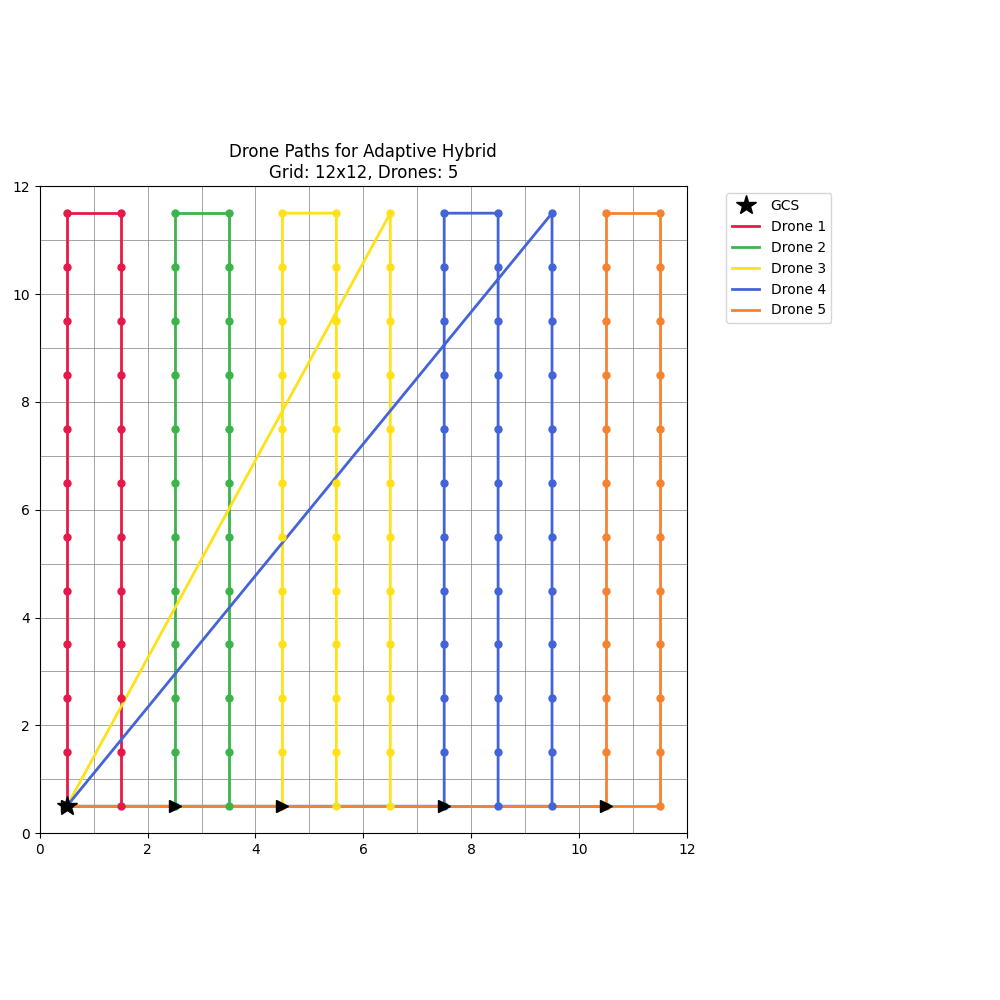 Drone Paths for Adaptive Hybrid
Grid: 12x12, Drones: 5
12
10
8
6
4
2
0
0 2 4 6 8 10 12
GCS
Drone 1
Drone 2
Drone 3
Drone 4
Drone 5